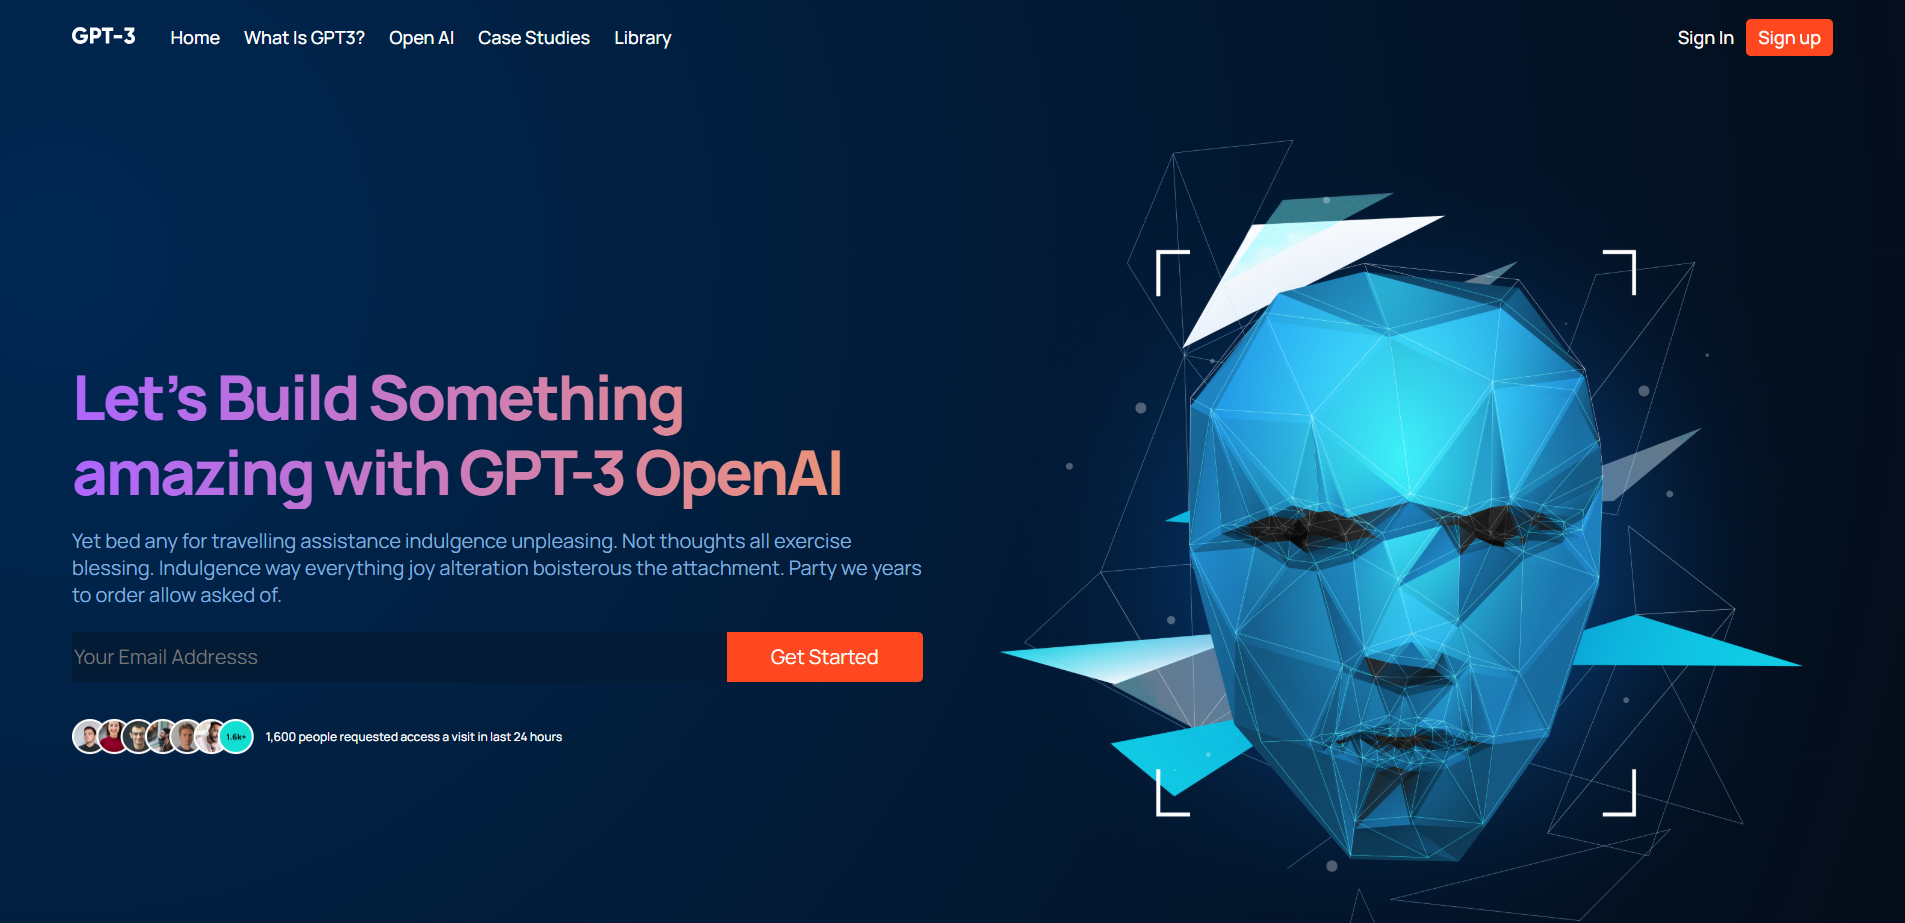 GPT-3 Home What Is GPT3? Open AI Case Studies Library Sign In Sign up
Let’s Build Something
amazing with GPT-3 OpenAI
Yet bed any for travelling assistance indulgence unpleasing. Not thoughts all exercise
blessing. Indulgence way everything joy alteration boisterous the attachment. Party we years
to order allow asked of.
Your Email Addresss Get Started
1.6k+ 1,600 people requested access a visit in last 24 hours